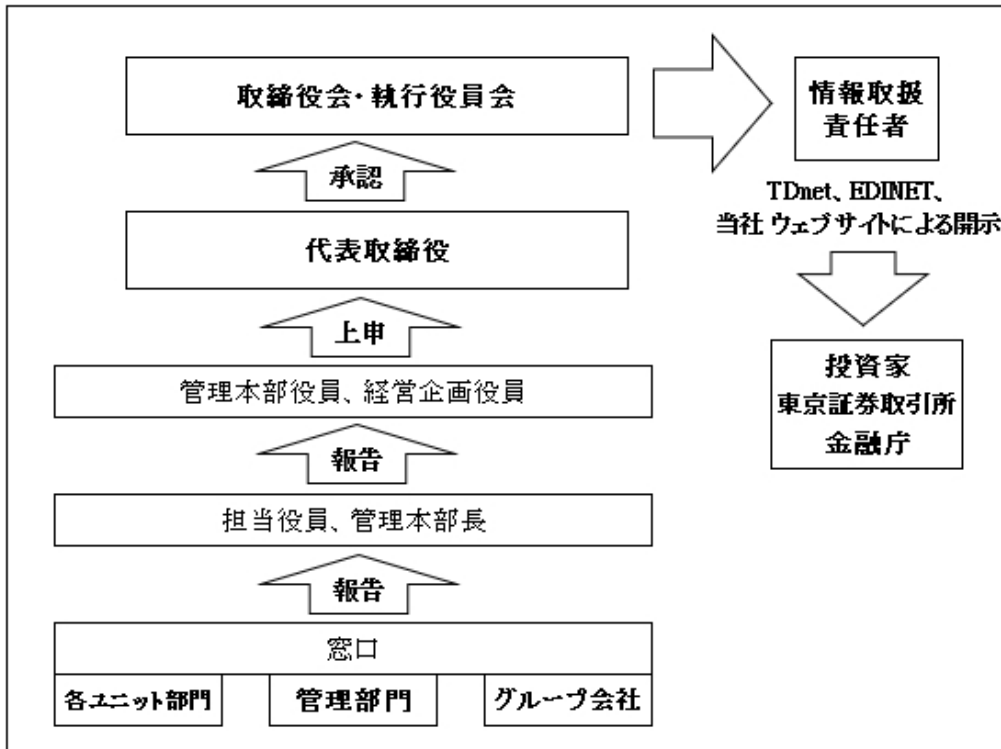 取締役会・執行役員会
承認
代表取締役
上申
管理本部役員、経営企画役員
報告
担当役員、管理本部長
報告
窓口
各ユニット部門
管理部門
グループ会社
情報取扱
責任者
TDnet、EDINET、
当社ウェブサイトによる開示
投資家
東京証券取引所
金融庁